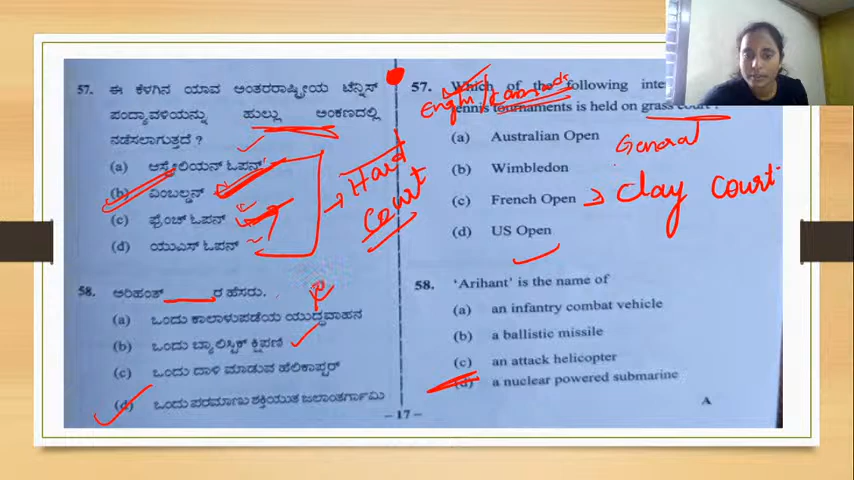 57. ಈ ಕೆಳಗಿನ ಯಾವ ಅಂತರರಾಷ್ಟ್ರೀಯ ಟೆನ್ನಿಸ್
ಪಂದ್ಯಾವಳಿಯನ್ನು ಹುಲ್ಲು ಅಂಕಣದಲ್ಲಿ
ನಡೆಸಲಾಗುತ್ತದೆ ?
(a) ಆಸ್ಟ್ರೇಲಿಯನ್ ಓಪನ್
(b) ವಿಂಬಲ್ಡನ್
(c) ಫ್ರೆಂಚ್ ಓಪನ್
(d) ಯುಎಸ್ ಓಪನ್
Hard
court
58. ಅರಿಹಂತ್ ರ ಹೆಸರು.
(a) ಒಂದು ಕಾಲಾಳುಪಡೆಯ ಯುದ್ಧವಾಹನ
(b) ಒಂದು ಬ್ಯಾಲಿಸ್ಟಿಕ್ ಕ್ಷಿಪಣಿ
(c) ಒಂದು ದಾಳಿ ಮಾಡುವ ಹೆಲಿಕಾಪ್ಟರ್
(d) ಒಂದು ಪರಮಾಣು ಶಕ್ತಿಯುತ ಜಲಾಂತರ್ಗಾಮಿ
57. Which of the following
tennis tournaments is held on grass court ?
General
(a) Australian Open
(b) Wimbledon
(c) French Open → clay court
(d) US Open
58. ‘Arihant’ is the name of
(a) an infantry combat vehicle
(b) a ballistic missile
(c) an attack helicopter
(d) a nuclear powered submarine
– 17 –
A